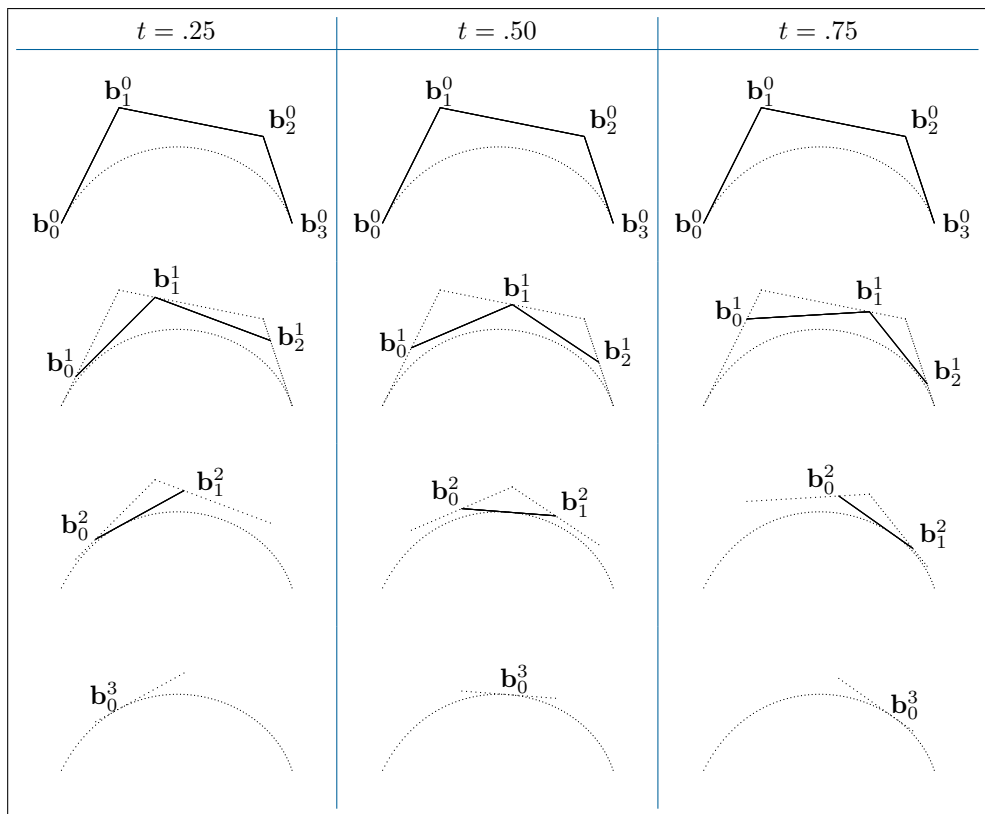 t = .25 t = .50 t = .75
b₁⁰ b₁⁰ b₁⁰
b₂⁰ b₂⁰ b₂⁰
b₀⁰ b₃⁰ b₀⁰ b₃⁰ b₀⁰ b₃⁰
b₁¹ b₁¹ b₁¹
b₀¹ b₂¹ b₀¹ b₂¹ b₀¹ b₂¹
b₀² b₁² b₀² b₁² b₀² b₁²
b₀³ b₀³ b₀³